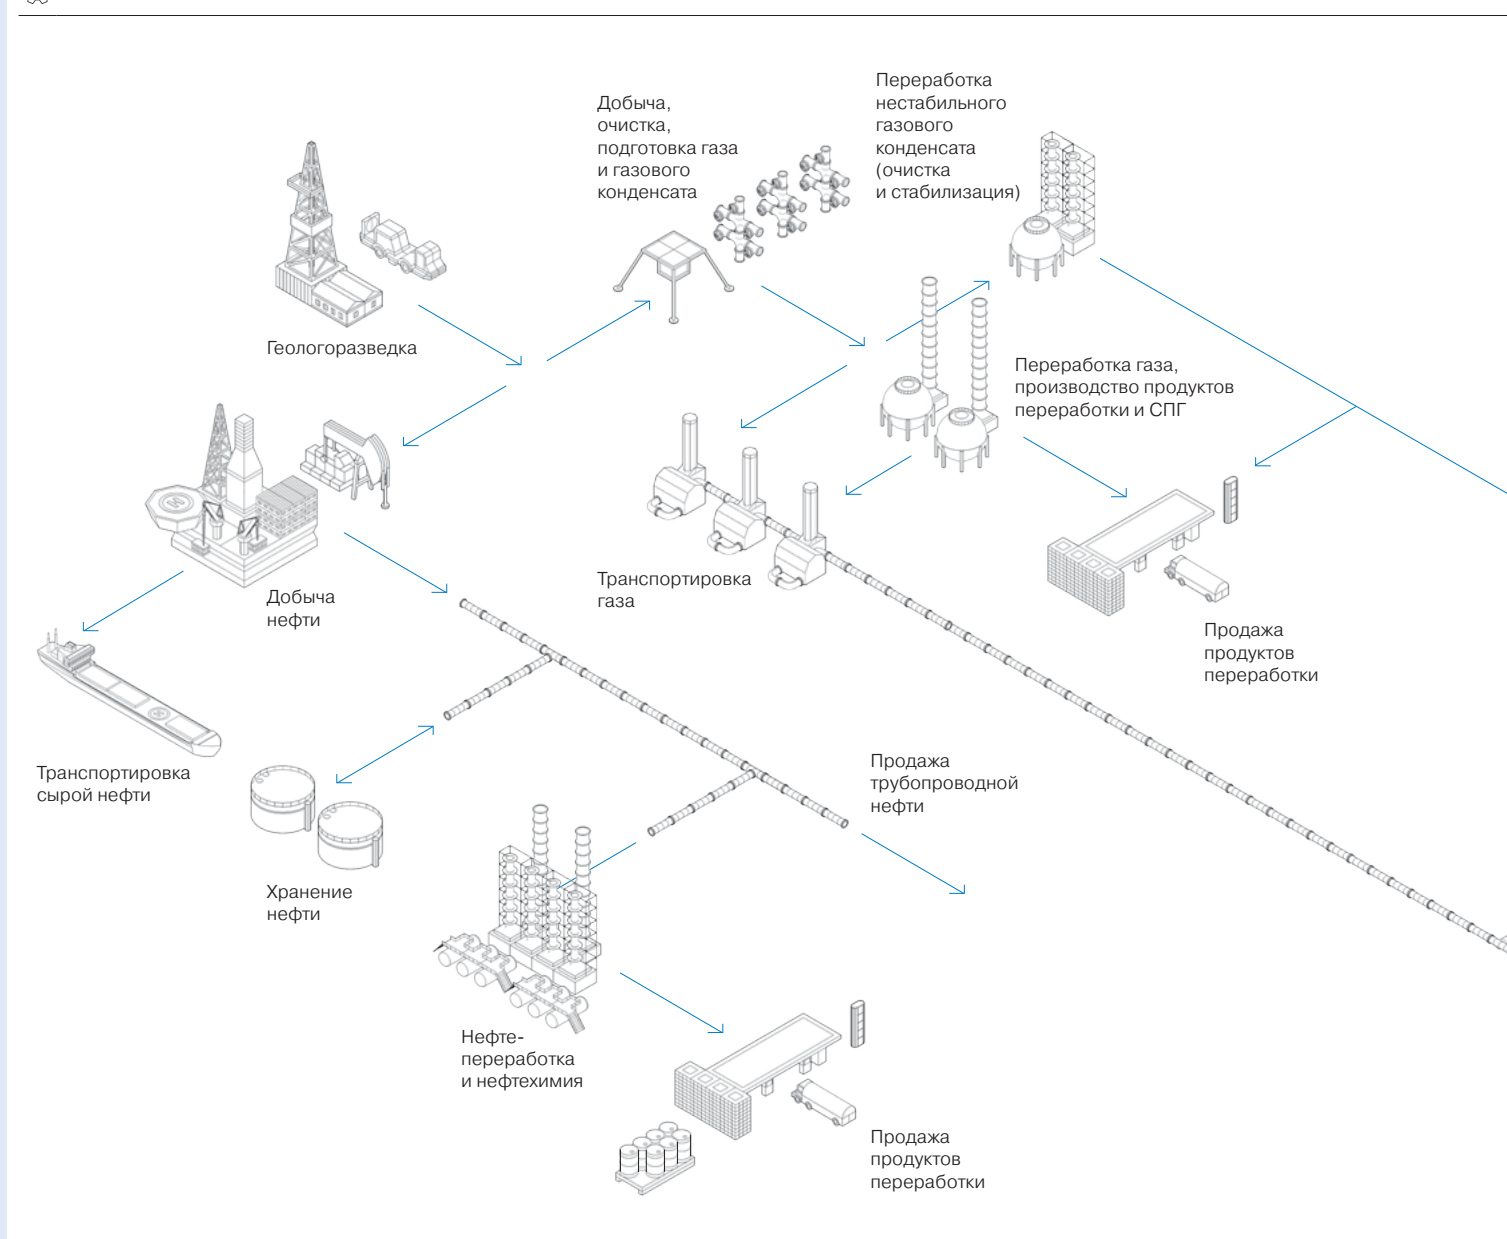 Переработка
нестабильного
газового
конденсата
(очистка
и стабилизация)
Добыча,
очистка,
подготовка газа
и газового
конденсата
Геологоразведка
Переработка газа,
производство продуктов
переработки и СПГ
Транспортировка
газа
Добыча
нефти
Продажа
продуктов
переработки
Транспортировка
сырой нефти
Продажа
трубопроводной
нефти
Хранение
нефти
Нефте-
переработка
и нефтехимия
Продажа
продуктов
переработки